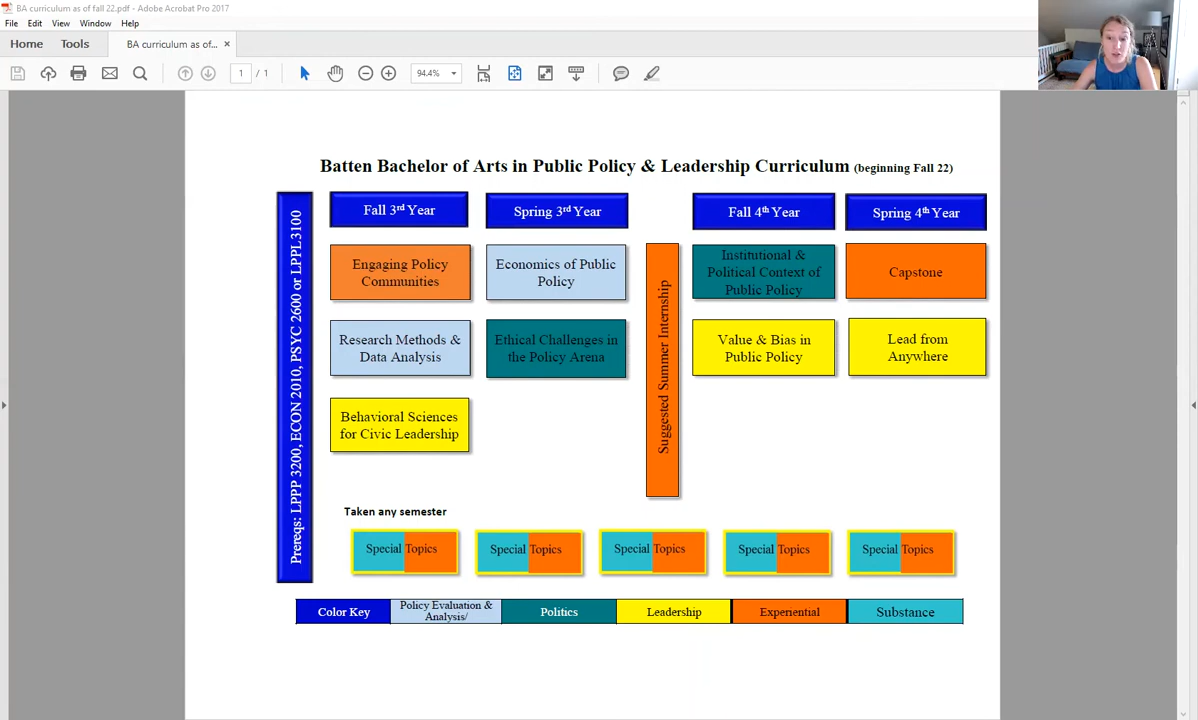 BA curriculum as of fall 22.pdf - Adobe Acrobat Pro 2017
File Edit View Window Help
Home Tools BA curriculum as of... ×
1 / 1 94.4%
Batten Bachelor of Arts in Public Policy & Leadership Curriculum (beginning Fall 22)
Prereqs: LPPP 3200, ECON 2010, PSYC 2600 or LPPL3100
Fall 3rd Year
Spring 3rd Year
Fall 4th Year
Spring 4th Year
Engaging Policy
Communities
Economics of Public
Policy
Suggested Summer Internship
Institutional &
Political Context of
Public Policy
Capstone
Research Methods &
Data Analysis
Ethical Challenges in
the Policy Arena
Value & Bias in
Public Policy
Lead from
Anywhere
Behavioral Sciences
for Civic Leadership
Taken any semester
Special Topics
Special Topics
Special Topics
Special Topics
Special Topics
Color Key
Policy Evaluation &
Analysis/
Politics
Leadership
Experiential
Substance